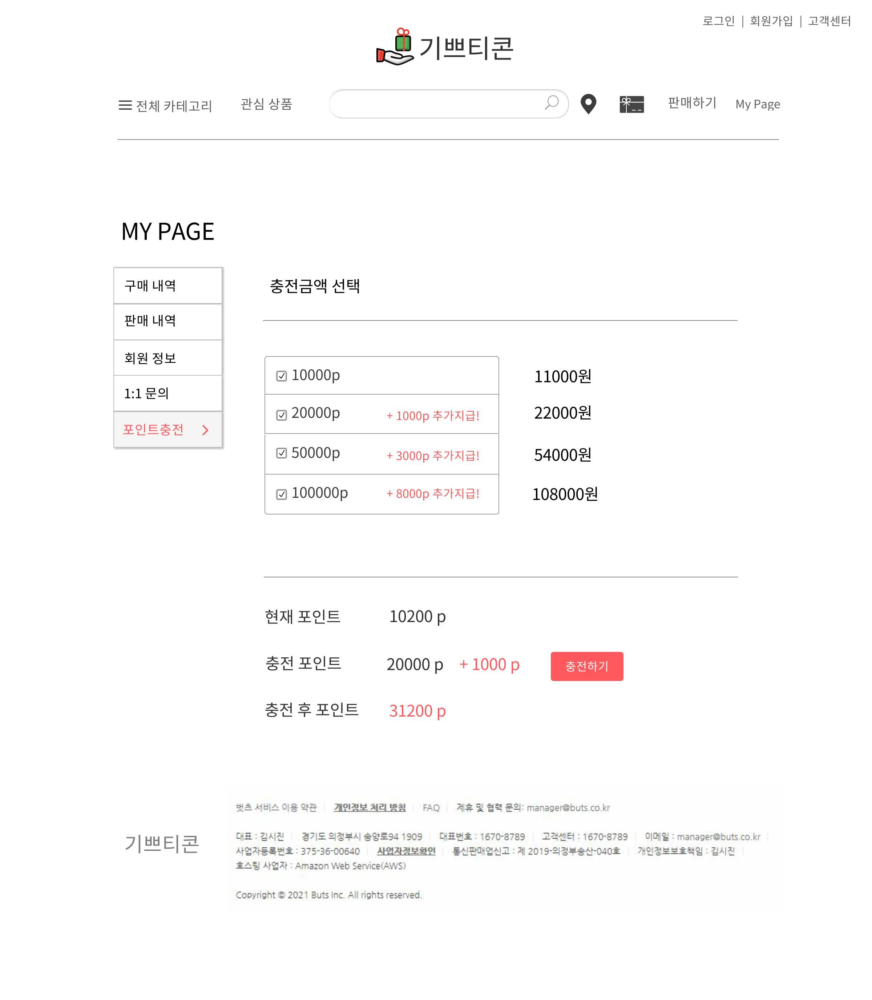 로그인 | 회원가입 | 고객센터
기쁘티콘
전체 카테고리 관심 상품 판매하기 My Page
MY PAGE
구매 내역
판매 내역
회원 정보
1:1 문의
포인트충전
충전금액 선택
10000p 11000원
20000p + 1000p 추가지급! 22000원
50000p + 3000p 추가지급! 54000원
100000p + 8000p 추가지급! 108000원
현재 포인트 10200 p
충전 포인트 20000 p + 1000 p 충전하기
충전 후 포인트 31200 p
기쁘티콘
벗츠 서비스 이용 약관 개인정보 처리 방침 FAQ 제휴 및 협력 문의: manager@buts.co.kr
대표 : 김시진 경기도 의정부시 송양로94 1909 대표번호 : 1670-8789 고객센터 : 1670-8789 이메일 : manager@buts.co.kr
사업자등록번호 : 375-36-00640 사업자정보확인 통신판매업신고 : 제 2019-의정부송산-040호 개인정보보호책임 : 김시진
호스팅 사업자 : Amazon Web Service(AWS)
Copyright © 2021 Buts Inc. All rights reserved.